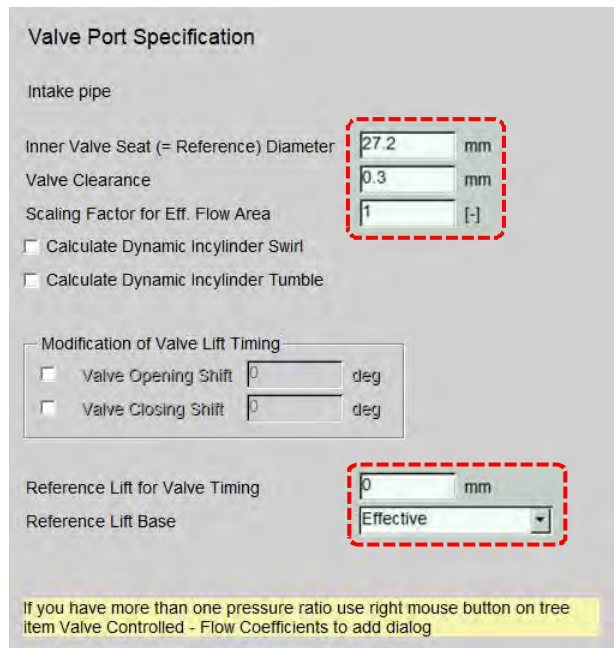 Valve Port Specification
Intake pipe
Inner Valve Seat (= Reference) Diameter 27.2 mm
Valve Clearance 0.3 mm
Scaling Factor for Eff. Flow Area 1 [-]
Calculate Dynamic Incylinder Swirl
Calculate Dynamic Incylinder Tumble
Modification of Valve Lift Timing
Valve Opening Shift 0 deg
Valve Closing Shift 0 deg
Reference Lift for Valve Timing 0 mm
Reference Lift Base Effective
If you have more than one pressure ratio use right mouse button on tree
item Valve Controlled - Flow Coefficients to add dialog